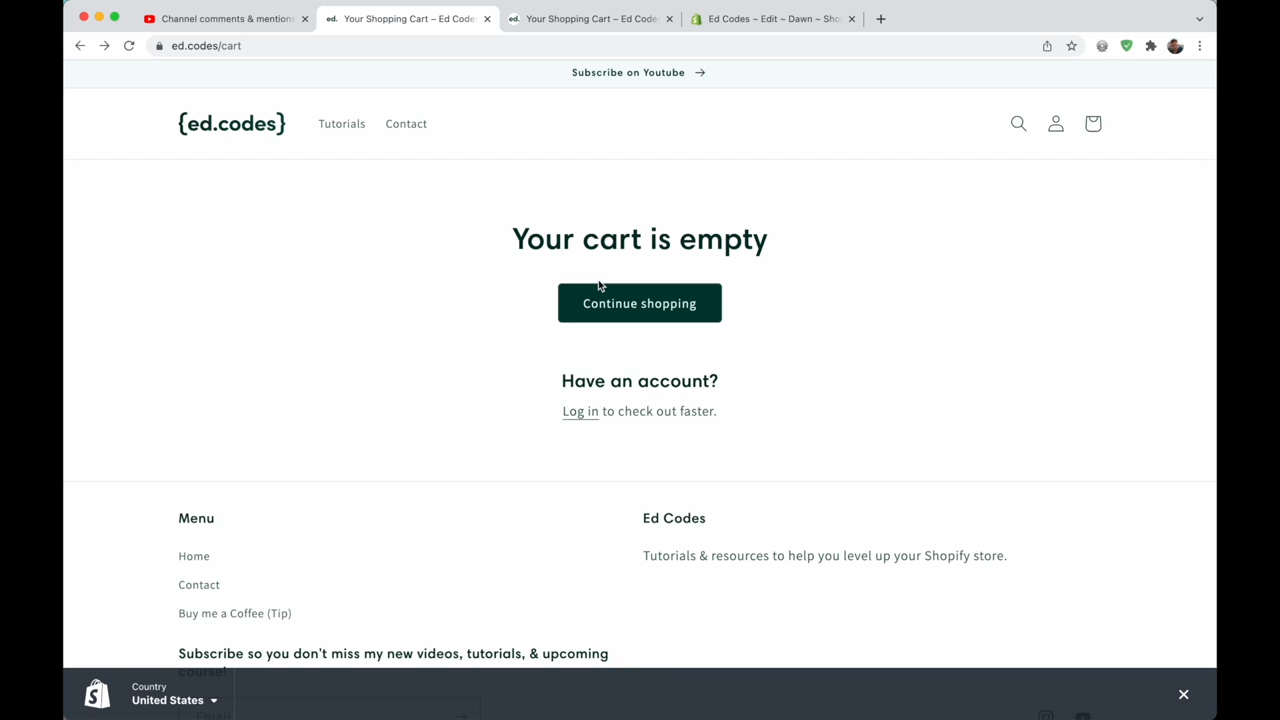 Channel comments & mention
Your Shopping Cart – Ed Code
Your Shopping Cart – Ed Code
Ed Codes ~ Edit ~ Dawn ~ Sho
ed.codes/cart
Subscribe on Youtube →
{ed.codes}
Tutorials
Contact
Your cart is empty
Continue shopping
Have an account?
Log in to check out faster.
Menu
Ed Codes
Home
Tutorials & resources to help you level up your Shopify store.
Contact
Buy me a Coffee (Tip)
Subscribe so you don't miss my new videos, tutorials, & upcoming
course!
Country
United States
Email